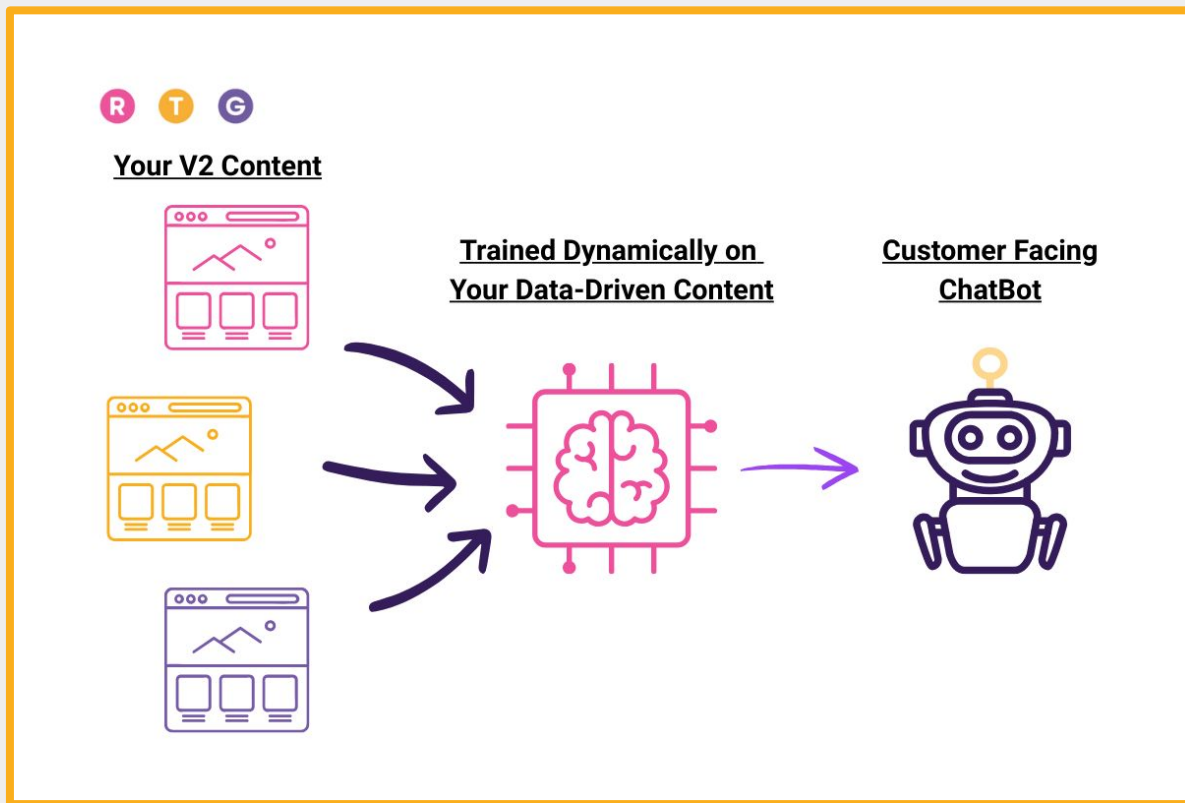 R T G
Your V2 Content
Trained Dynamically on
Your Data-Driven Content
Customer Facing
ChatBot